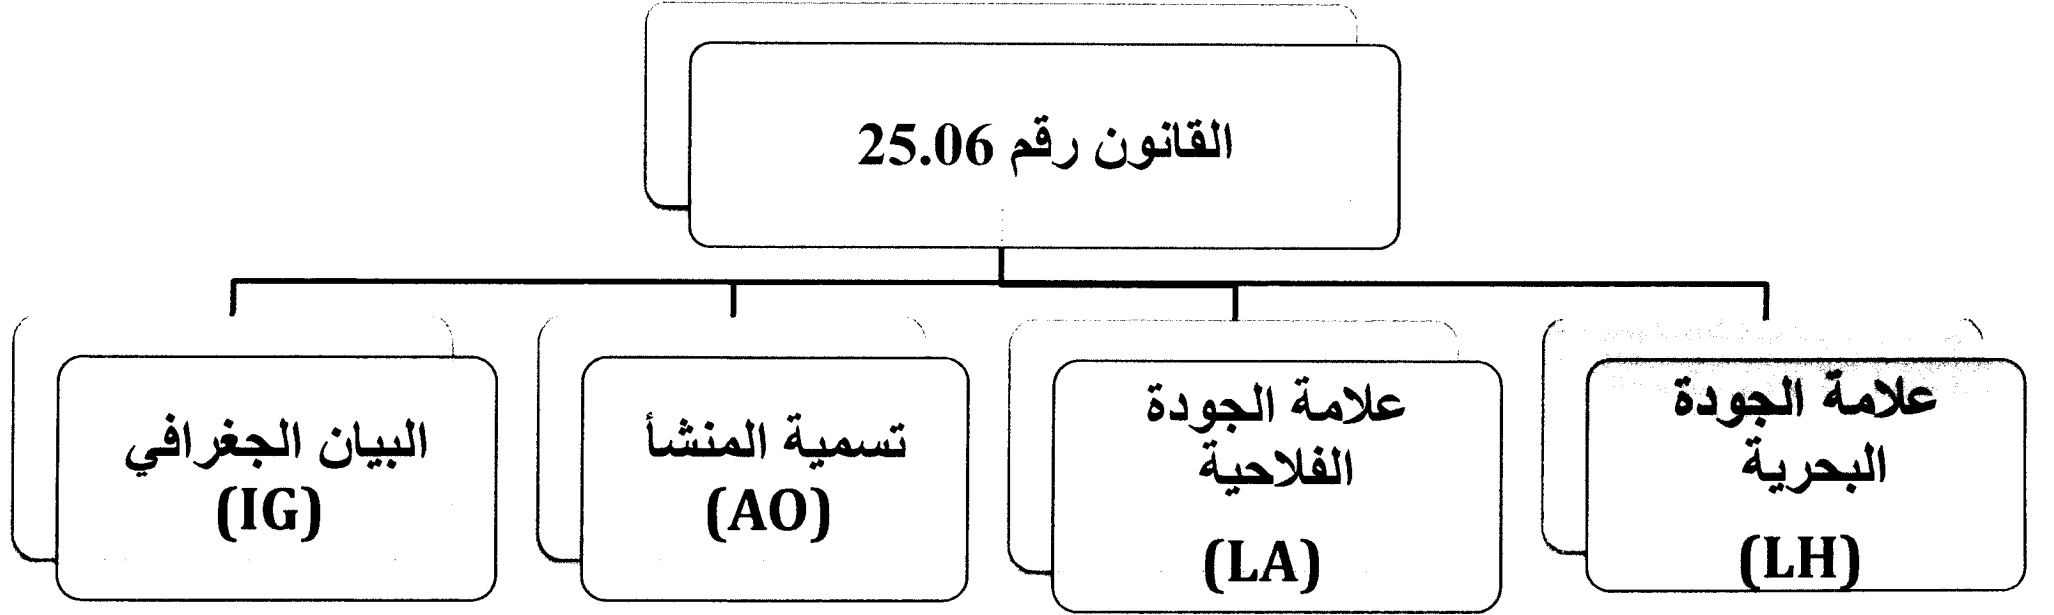 القانون رقم 25.06
علامة الجودة
البحرية
(LH)
علامة الجودة
الفلاحية
(LA)
تسمية المنشأ
(AO)
البيان الجغرافي
(IG)